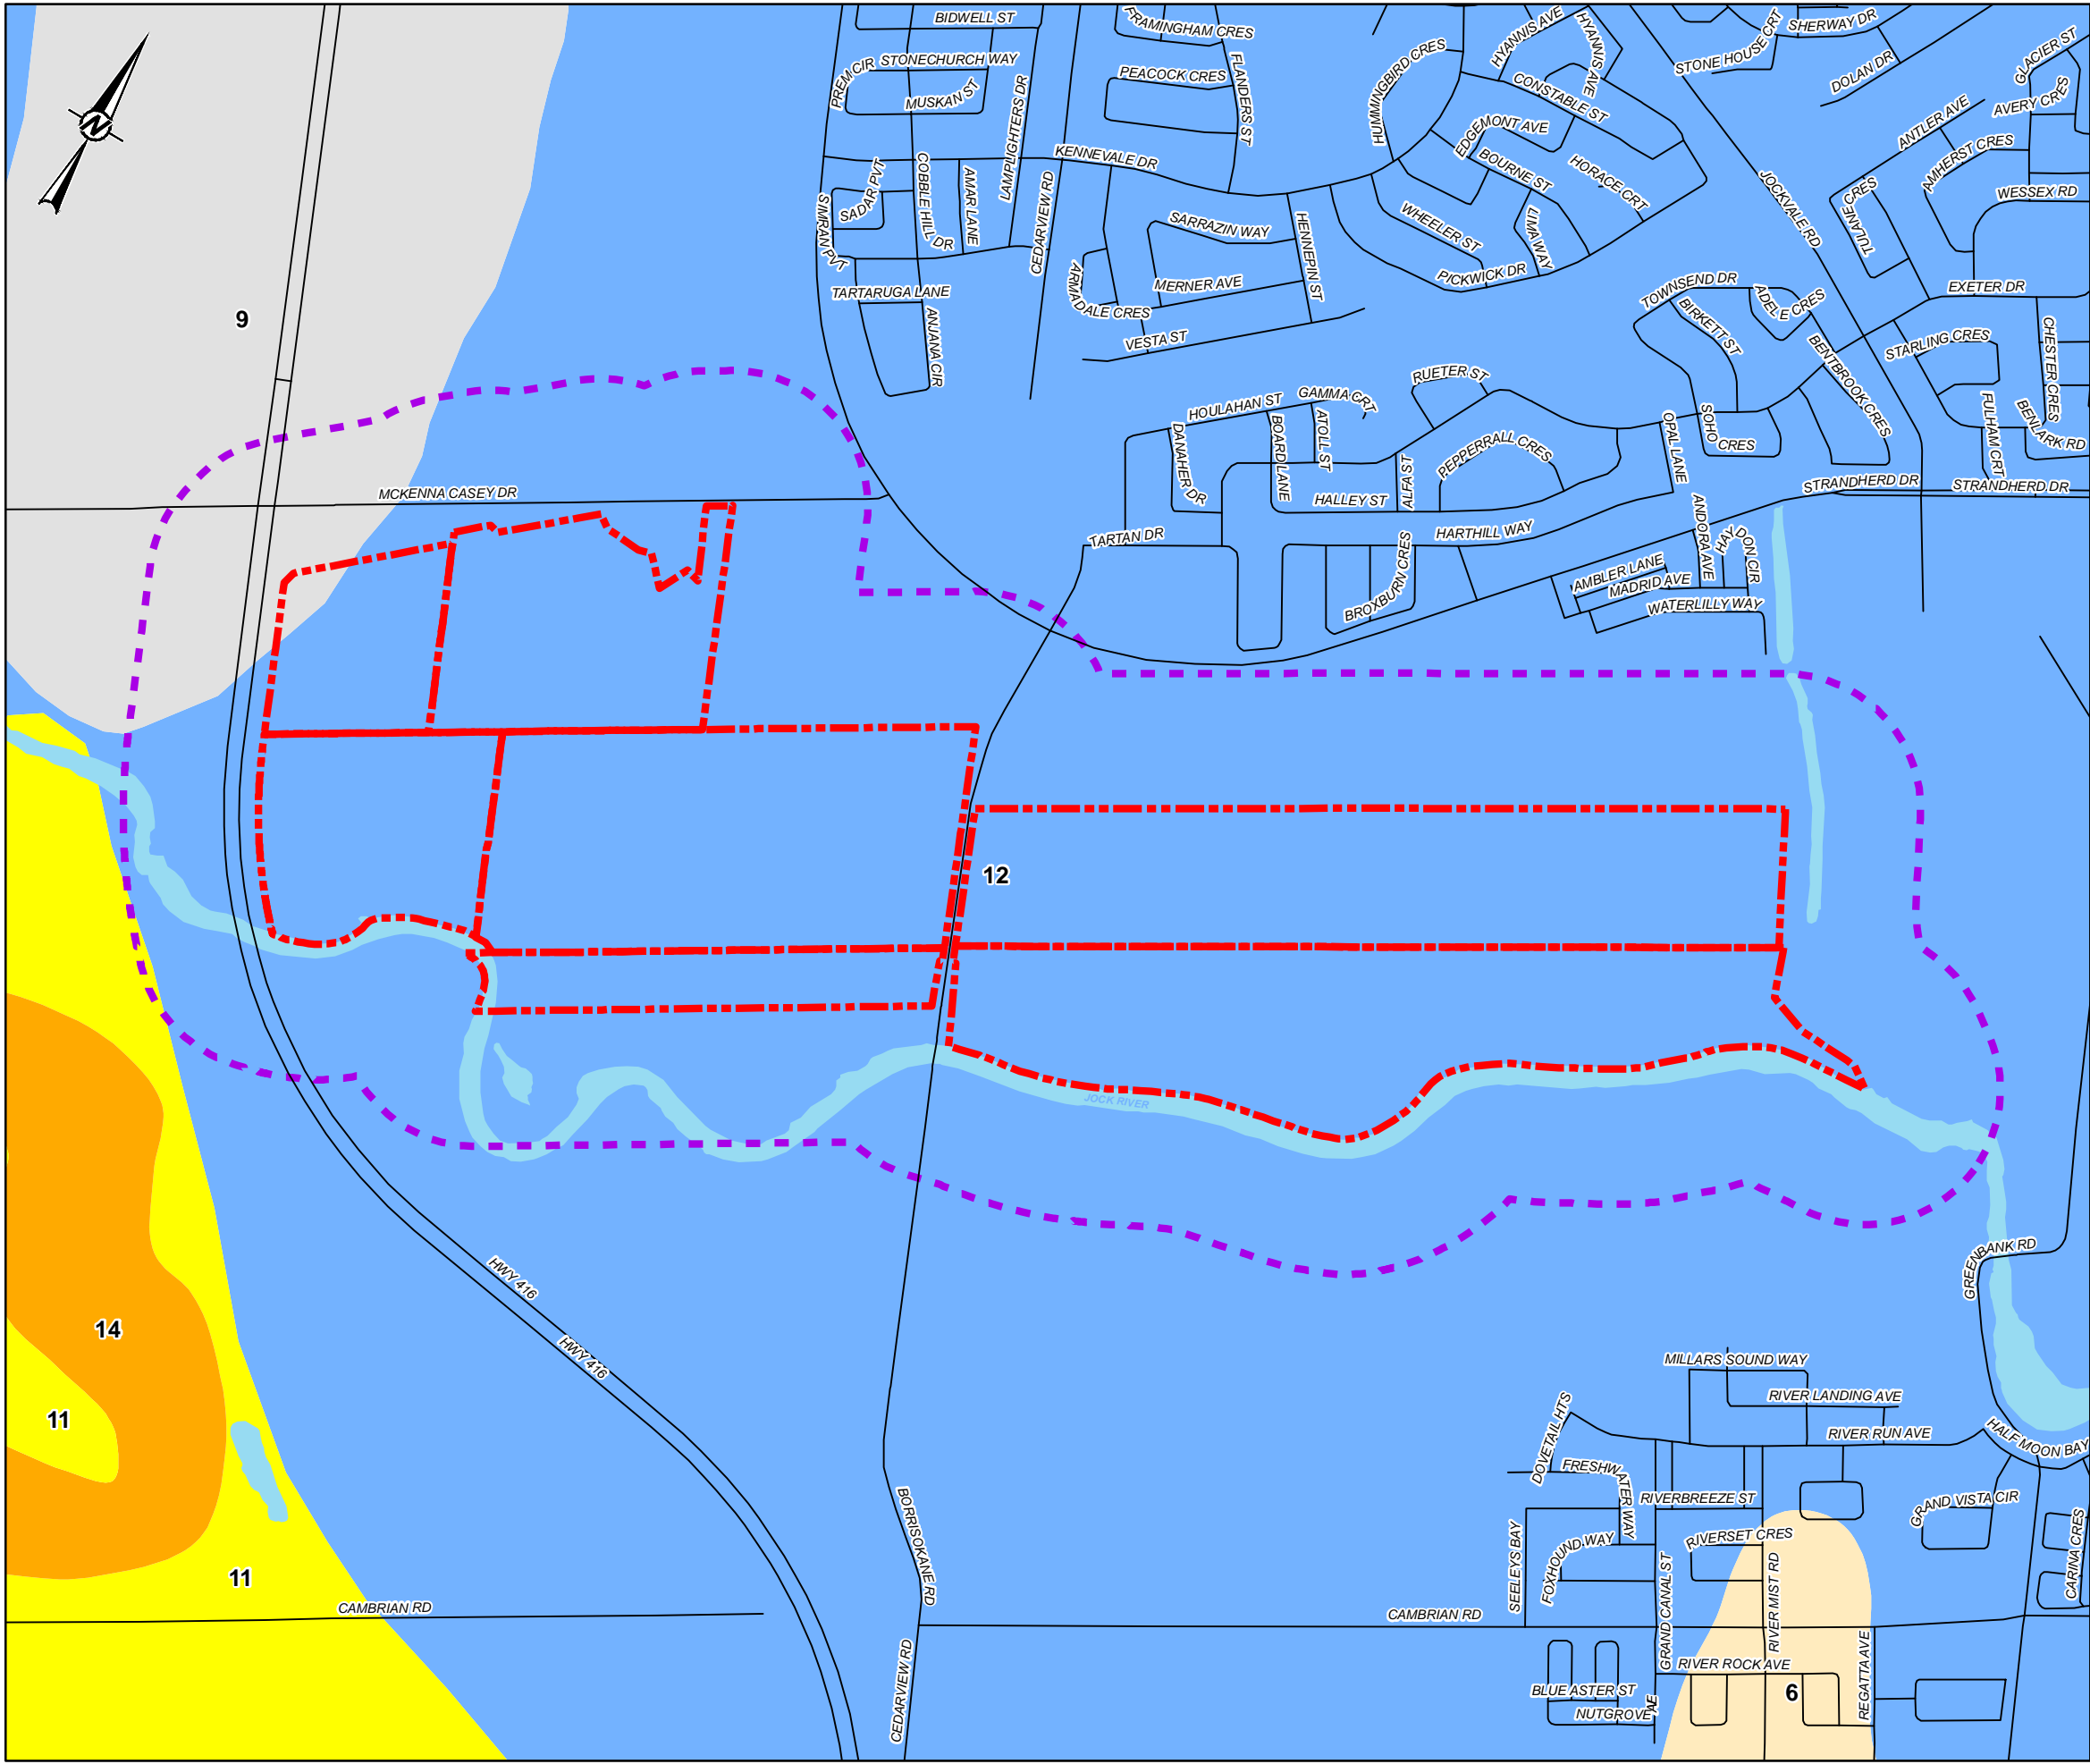 BIDWELL ST
FRAMINGHAM CRES
HYANNIS AVE
HYANNIS AVE
STONE HOUSE CRT
SHERWAY DR
GLACIER ST
PREM CIR
STONECHURCH WAY
MUSKAN ST
LAMPLIGHTERS DR
PEACOCK CRES
FLANDERS ST
HUMMINGBIRD CRES
CONSTABLE ST
DOLAN DR
AVERY CRES
ANTLER AVE
EDGEMONT AVE
AMHERST CRES
KENNEVALE DR
BOURNE ST
HORACE CRT
JOCKVALE RD
WESSEX RD
SADAR PVT
COBBLE HILL DR
AMAR LANE
CEDARVIEW RD
SIMRAN PVT
SARRAZIN WAY
HENNEPIN ST
WHEELER ST
LIMA WAY
TULANE CRES
PICKWICK DR
TARTARUGA LANE
ARMADALE CRES
MERNER AVE
TOWNSEND DR
ADELE CRES
EXETER DR
9
ANJANA CIR
VESTA ST
BIRKETT ST
BENTBROOK CRES
STARLING CRES
CHESTER CRES
RUETER ST
HOULAHAN ST
GAMMA CRT
DANAHER DR
BOARD LANE
ATOLL ST
ALFA ST
PEPPERRALL CRES
OPAL LANE
SOHO CRES
FULHAM CRT
BENLARK RD
MCKENNA CASEY DR
HALLEY ST
STRANDHERD DR
STRANDHERD DR
TARTAN DR
HARTHILL WAY
ANDORA AVE
HAYDON CIR
BROXBURN CRES
AMBLER LANE
MADRID AVE
WATERLILLY WAY
12
JOCK RIVER
HWY 416
GREENBANK RD
14
HWY 416
MILLARS SOUND WAY
RIVER LANDING AVE
11
DOVETAIL HTS
RIVER RUN AVE
HALF MOON BAY
FRESHWATER WAY
BORRISOKANE RD
RIVERBREEZE ST
GRAND VISTA CIR
SEELEYS BAY
FOXHOUND WAY
RIVERSET CRES
CARINA CRES
11
GRAND CANAL ST
RIVER MIST RD
CAMBRIAN RD
CAMBRIAN RD
CEDARVIEW RD
RIVER ROCK AVE
REGATTA AVE
BLUE ASTER ST
6
NUTGROVE AE
N